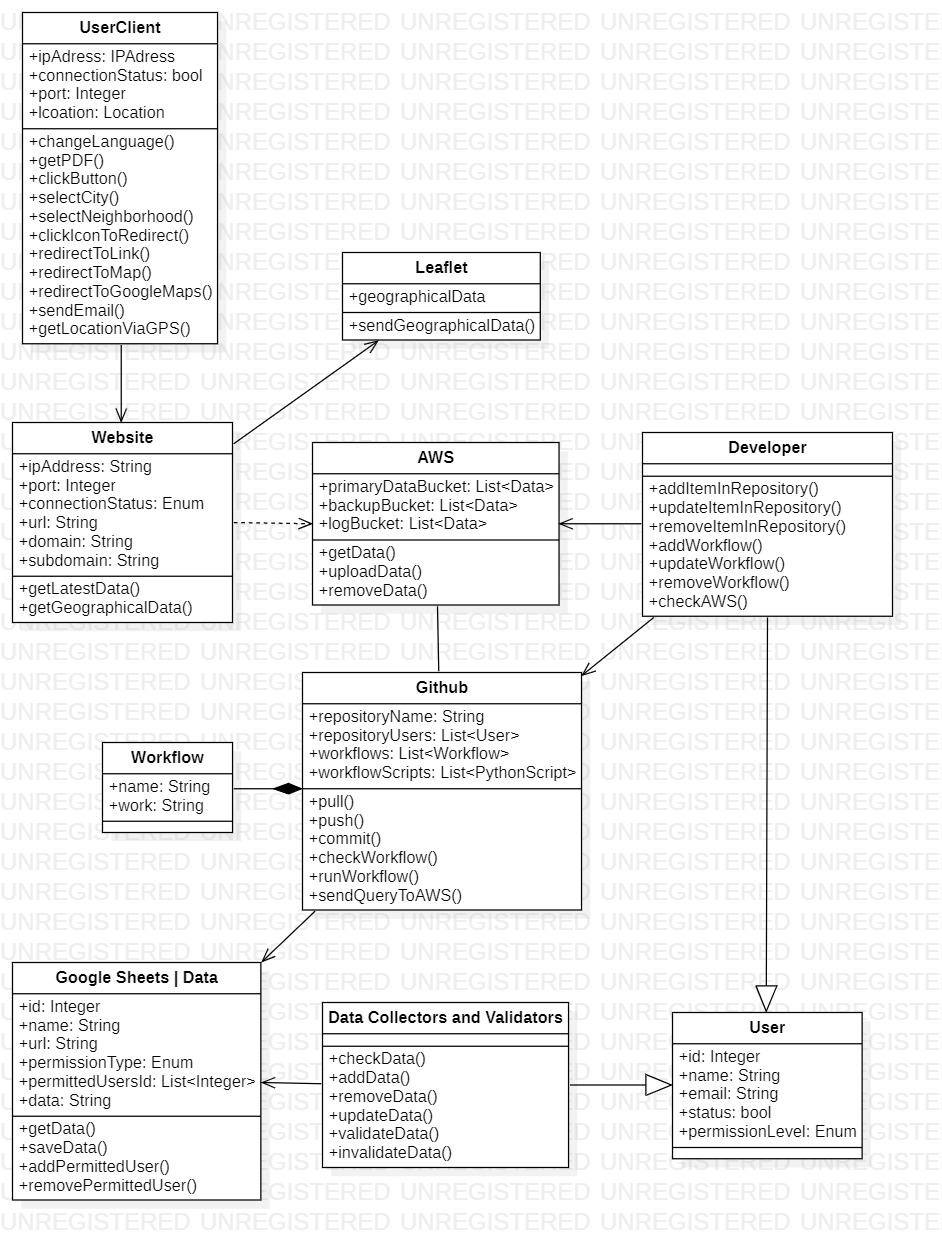 UserClient
+ipAdress: IPAdress
+connectionStatus: bool
+port: Integer
+lcoation: Location
+changeLanguage()
+getPDF()
+clickButton()
+selectCity()
+selectNeighborhood()
+clickIconToRedirect()
+redirectToLink()
+redirectToMap()
+redirectToGoogleMaps()
+sendEmail()
+getLocationViaGPS()
Leaflet
+geographicalData
+sendGeographicalData()
Website
+ipAddress: String
+port: Integer
+connectionStatus: Enum
+url: String
+domain: String
+subdomain: String
+getLatestData()
+getGeographicalData()
AWS
+primaryDataBucket: List<Data>
+backupBucket: List<Data>
+logBucket: List<Data>
+getData()
+uploadData()
+removeData()
Developer
+addItemInRepository()
+updateItemInRepository()
+removeItemInRepository()
+addWorkflow()
+updateWorkflow()
+removeWorkflow()
+checkAWS()
Github
+repositoryName: String
+repositoryUsers: List<User>
+workflows: List<Workflow>
+workflowScripts: List<PythonScript>
+pull()
+push()
+commit()
+checkWorkflow()
+runWorkflow()
+sendQueryToAWS()
Workflow
+name: String
+work: String
Google Sheets | Data
+id: Integer
+name: String
+url: String
+permissionType: Enum
+permittedUsersId: List<Integer>
+data: String
+getData()
+saveData()
+addPermittedUser()
+removePermittedUser()
Data Collectors and Validators
+checkData()
+addData()
+removeData()
+updateData()
+validateData()
+invalidateData()
User
+id: Integer
+name: String
+email: String
+status: bool
+permissionLevel: Enum
UNREGISTERED